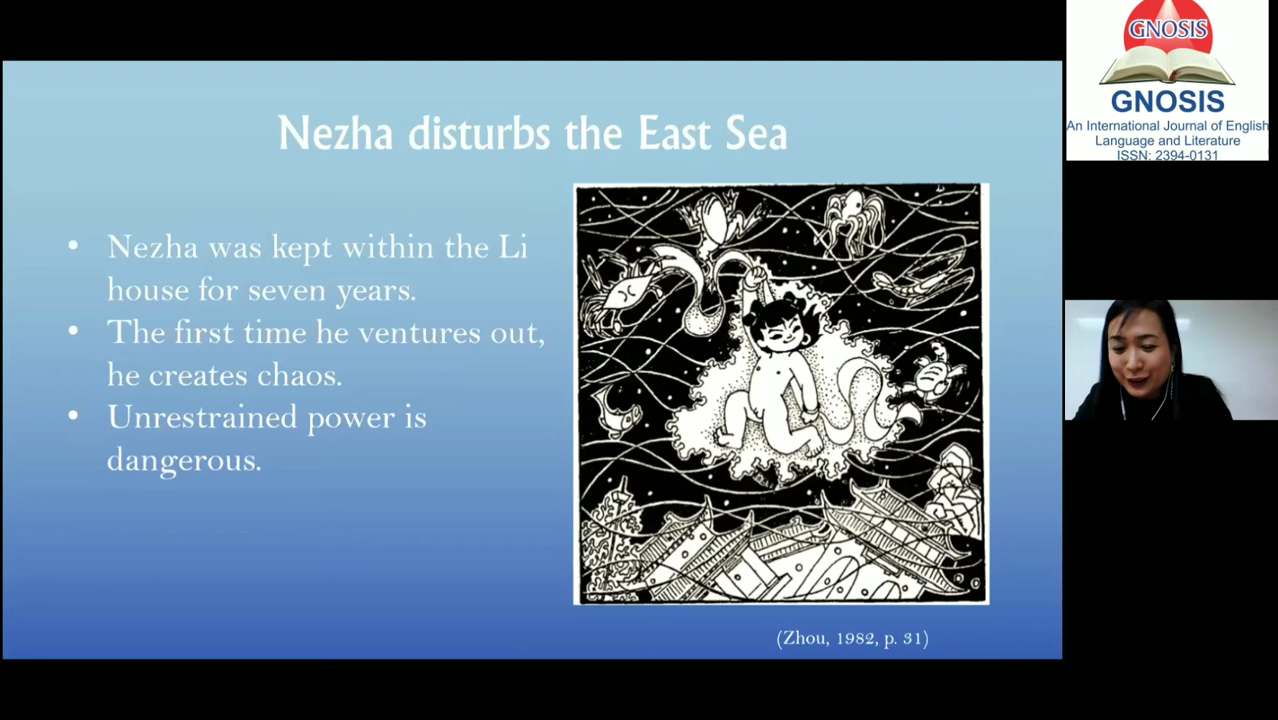 Nezha disturbs the East Sea
• Nezha was kept within the Li
house for seven years.
• The first time he ventures out,
he creates chaos.
• Unrestrained power is
dangerous.
(Zhou, 1982, p. 31)
GNOSIS
GNOSIS
An International Journal of English
Language and Literature
ISSN: 2394-0131